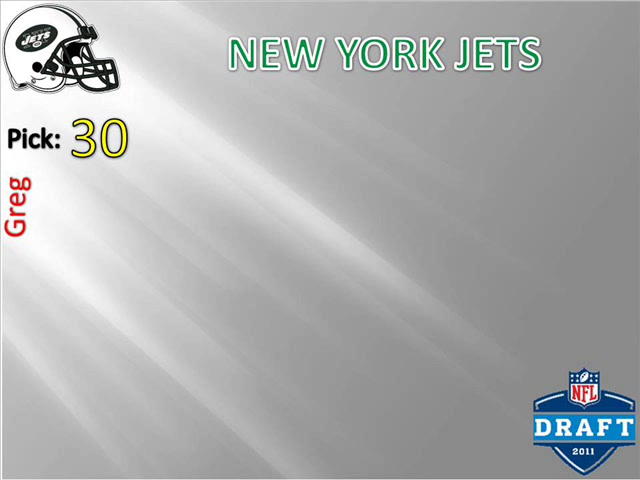 JETS
NEW YORK JETS
Pick: 30
Greg
NFL
DRAFT
2011